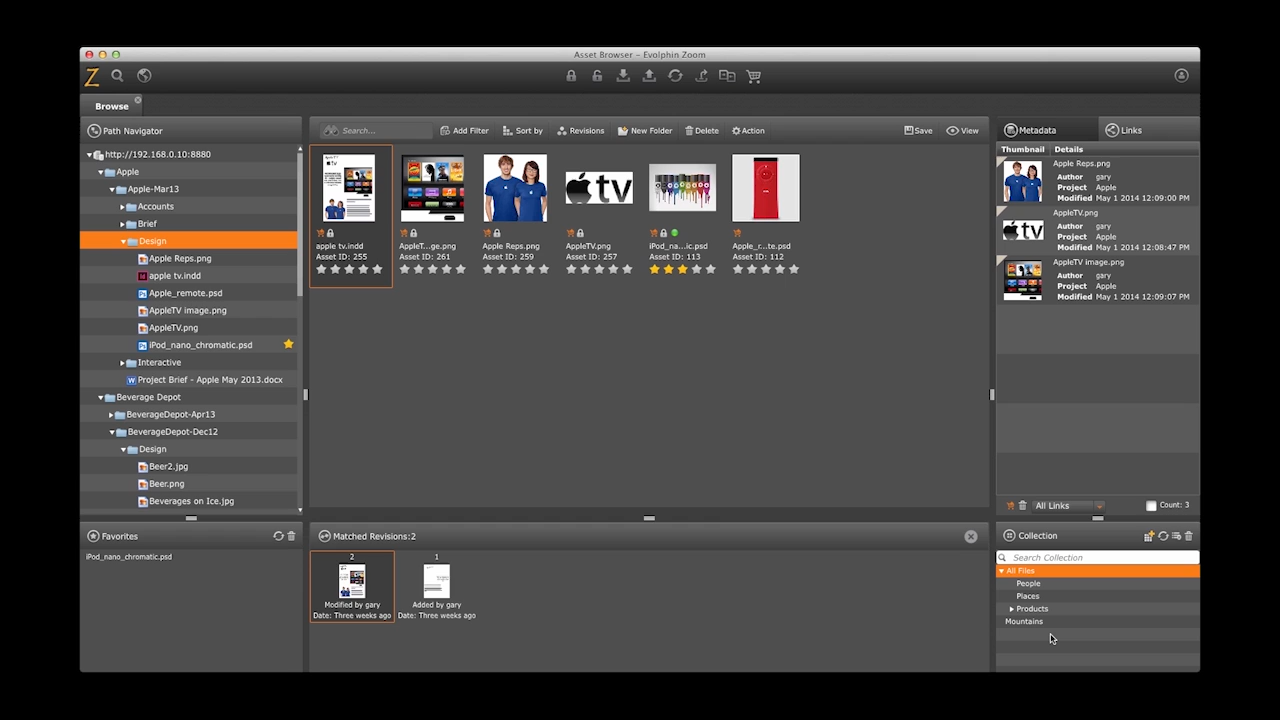 Asset Browser – Evolphin Zoom
Browse
Path Navigator
http://192.168.0.10:8880
Apple
Apple-Mar13
Accounts
Brief
Design
Apple Reps.png
apple tv.indd
Apple_remote.psd
AppleTV image.png
AppleTV.png
iPod_nano_chromatic.psd
Interactive
Project Brief - Apple May 2013.docx
Beverage Depot
BeverageDepot-Apr13
BeverageDepot-Dec12
Design
Beer2.jpg
Beer.png
Beverages on Ice.jpg
Favorites
iPod_nano_chromatic.psd
Search...
Add Filter
Sort by
Revisions
New Folder
Delete
Action
Save
View
tv
apple tv.indd
Asset ID: 255
AppleT...ge.png
Asset ID: 261
Apple Reps.png
Asset ID: 259
AppleTV.png
Asset ID: 257
iPod_na...ic.psd
Asset ID: 113
Apple_r...te.psd
Asset ID: 112
Matched Revisions:2
2
Modified by gary
Date: Three weeks ago
1
Added by gary
Date: Three weeks ago
Metadata
Links
Thumbnail Details
Apple Reps.png
Author gary
Project Apple
Modified May 1 2014 12:09:00 PM
tv
AppleTV.png
Author gary
Project Apple
Modified May 1 2014 12:08:47 PM
AppleTV image.png
Author gary
Project Apple
Modified May 1 2014 12:09:07 PM
All Links
Count: 3
Collection
Search Collection
All Files
People
Places
Products
Mountains